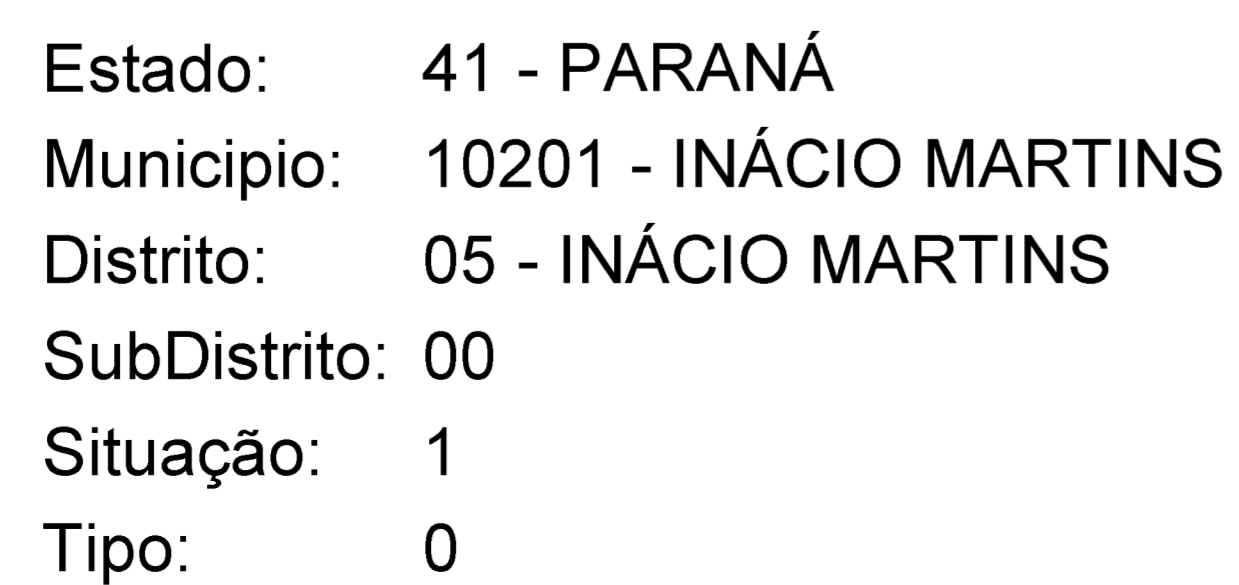 Estado: 41 - PARANÁ
Municipio: 10201 - INÁCIO MARTINS
Distrito: 05 - INÁCIO MARTINS
SubDistrito: 00
Situação: 1
Tipo: 0